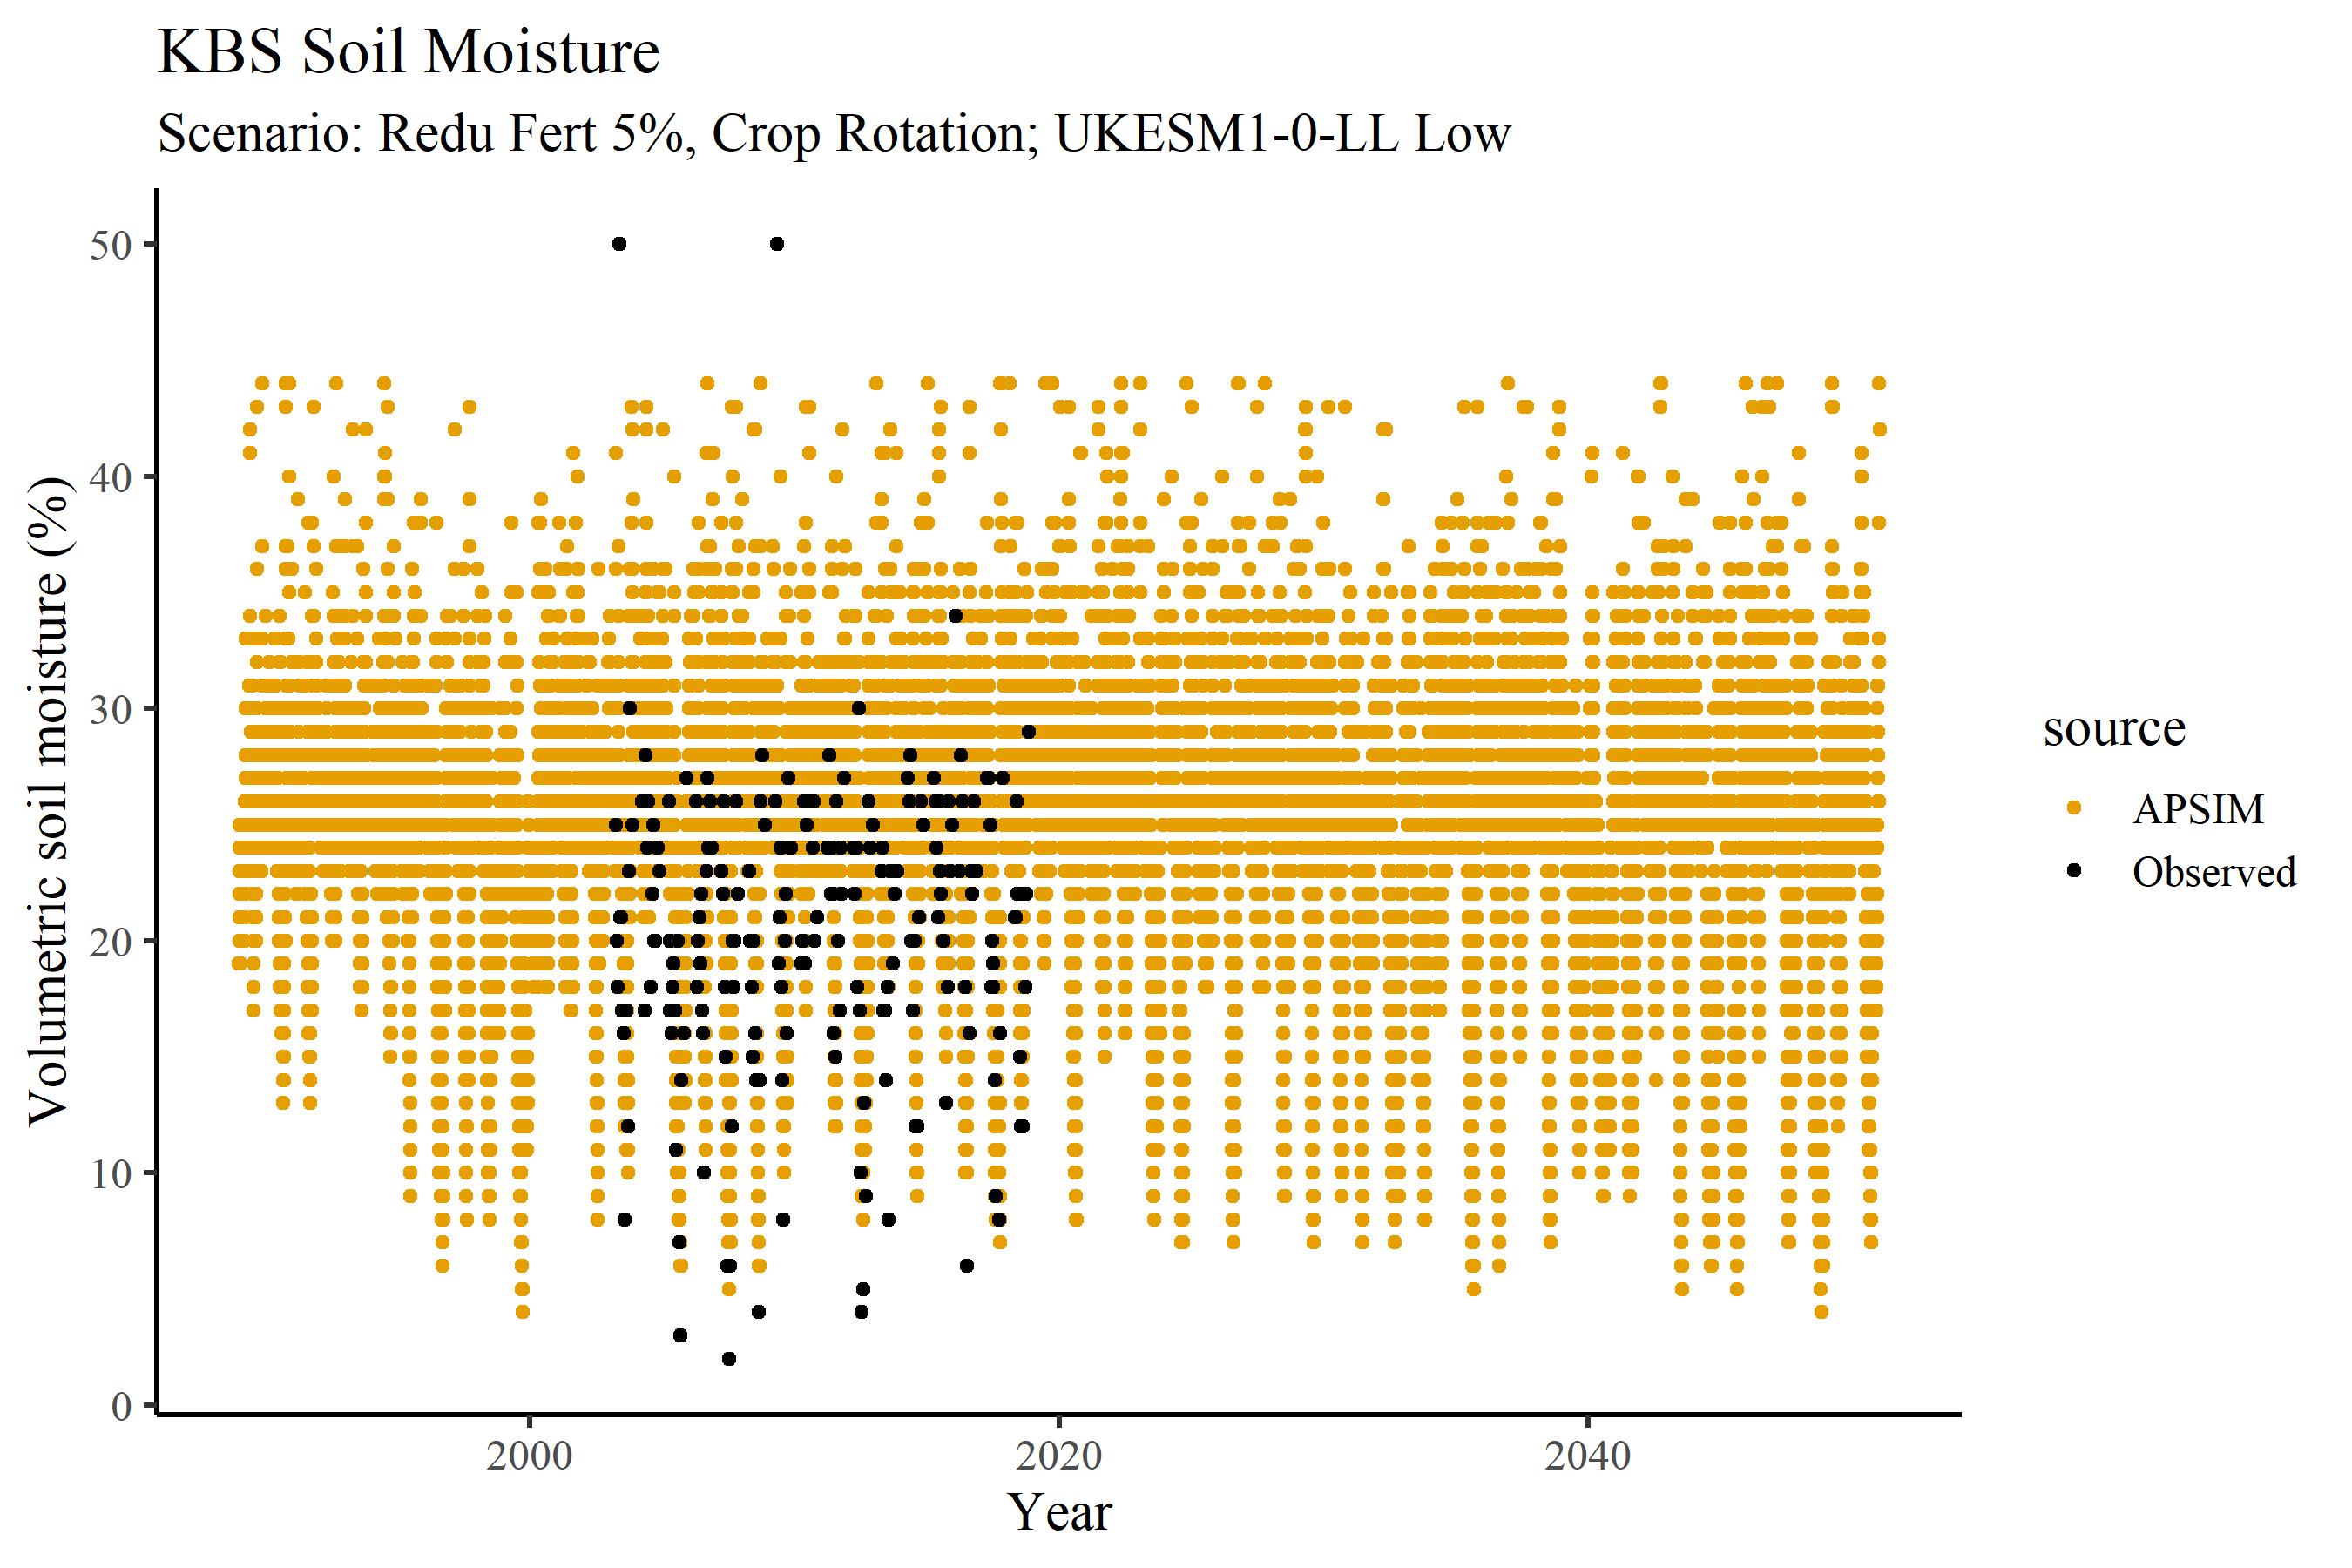 KBS Soil Moisture
Scenario: Redu Fert 5%, Crop Rotation; UKESM1-0-LL Low
Volumetric soil moisture (%)
50
40
30
20
10
0
2000
2020
2040
Year
source
APSIM
Observed